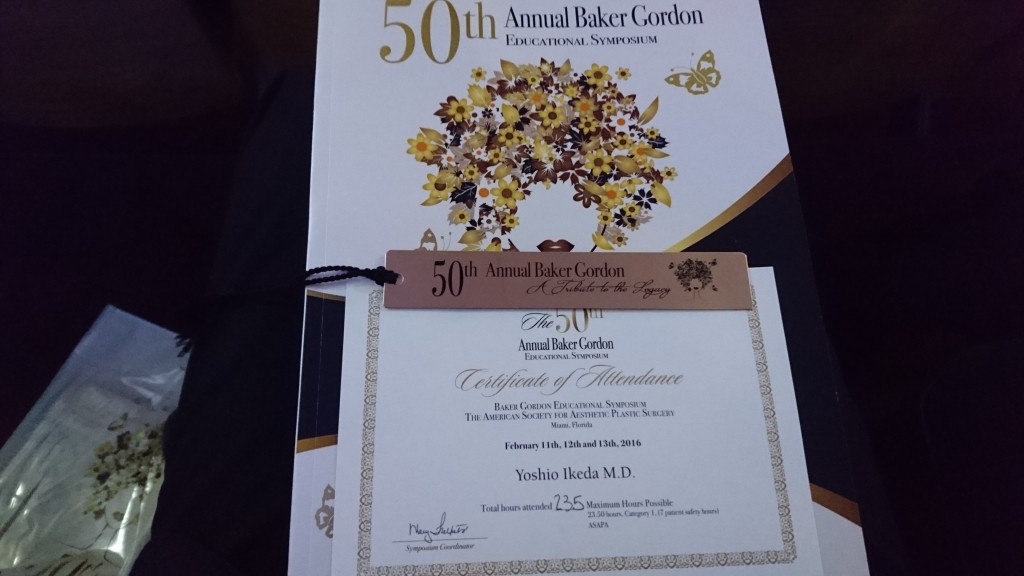 50th Annual Baker Gordon
EDUCATIONAL SYMPOSIUM
50th Annual Baker Gordon
A Tribute to the Legacy
The 50th
Annual Baker Gordon
EDUCATIONAL SYMPOSIUM
Certificate of Attendance
BAKER GORDON EDUCATIONAL SYMPOSIUM
THE AMERICAN SOCIETY FOR AESTHETIC PLASTIC SURGERY
Miami, Florida
February 11th, 12th and 13th, 2016
Yoshio Ikeda M.D.
Total hours attended 23.5 Maximum Hours Possible
23.50 hours, Category 1, (7 patient safety hours)
ASAPA
Symposium Coordinator